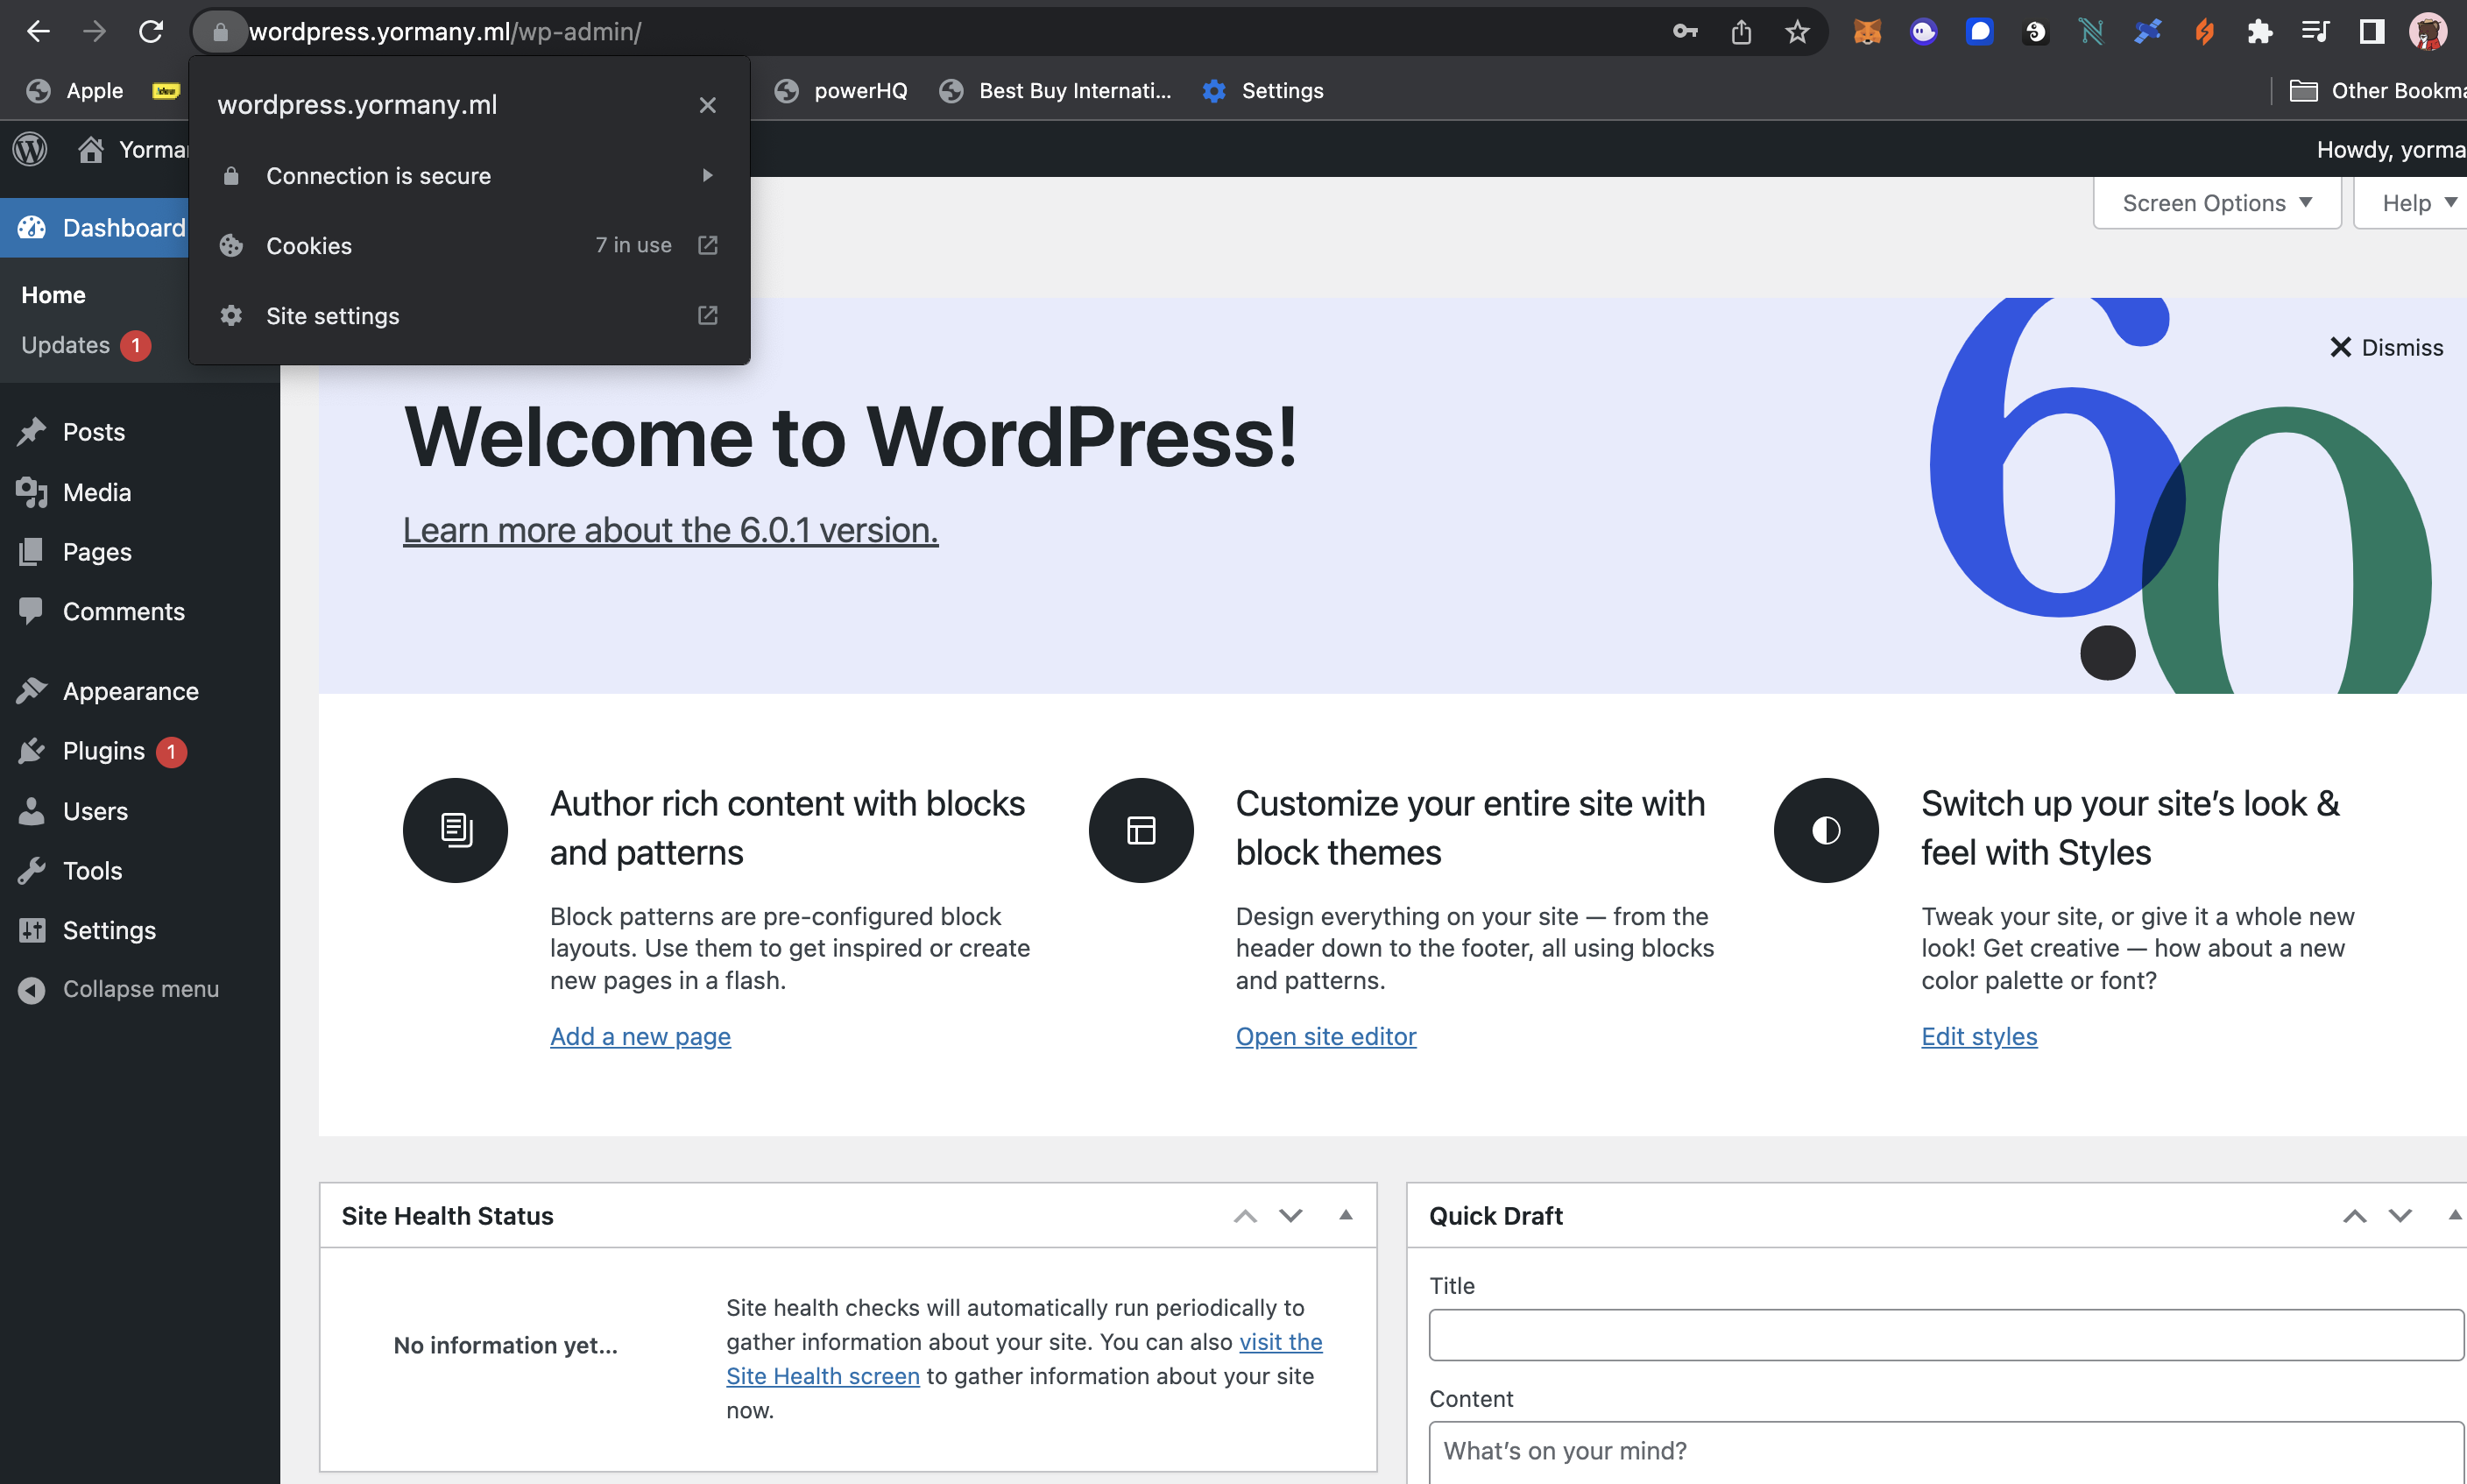 wordpress.yormany.ml/wp-admin/
Apple
powerHQ
Best Buy Internati...
Settings
Other Bookma
wordpress.yormany.ml
Connection is secure
Cookies
7 in use
Site settings
Yorma
Howdy, yorma
Screen Options
Help
Dashboard
Home
Updates 1
Posts
Media
Pages
Comments
Appearance
Plugins 1
Users
Tools
Settings
Collapse menu
Dismiss
Welcome to WordPress!
Learn more about the 6.0.1 version.
6.0
Author rich content with blocks
and patterns
Block patterns are pre-configured block
layouts. Use them to get inspired or create
new pages in a flash.
Add a new page
Customize your entire site with
block themes
Design everything on your site — from the
header down to the footer, all using blocks
and patterns.
Open site editor
Switch up your site’s look &
feel with Styles
Tweak your site, or give it a whole new
look! Get creative — how about a new
color palette or font?
Edit styles
Site Health Status
No information yet...
Site health checks will automatically run periodically to
gather information about your site. You can also visit the
Site Health screen to gather information about your site
now.
Quick Draft
Title
Content
What’s on your mind?